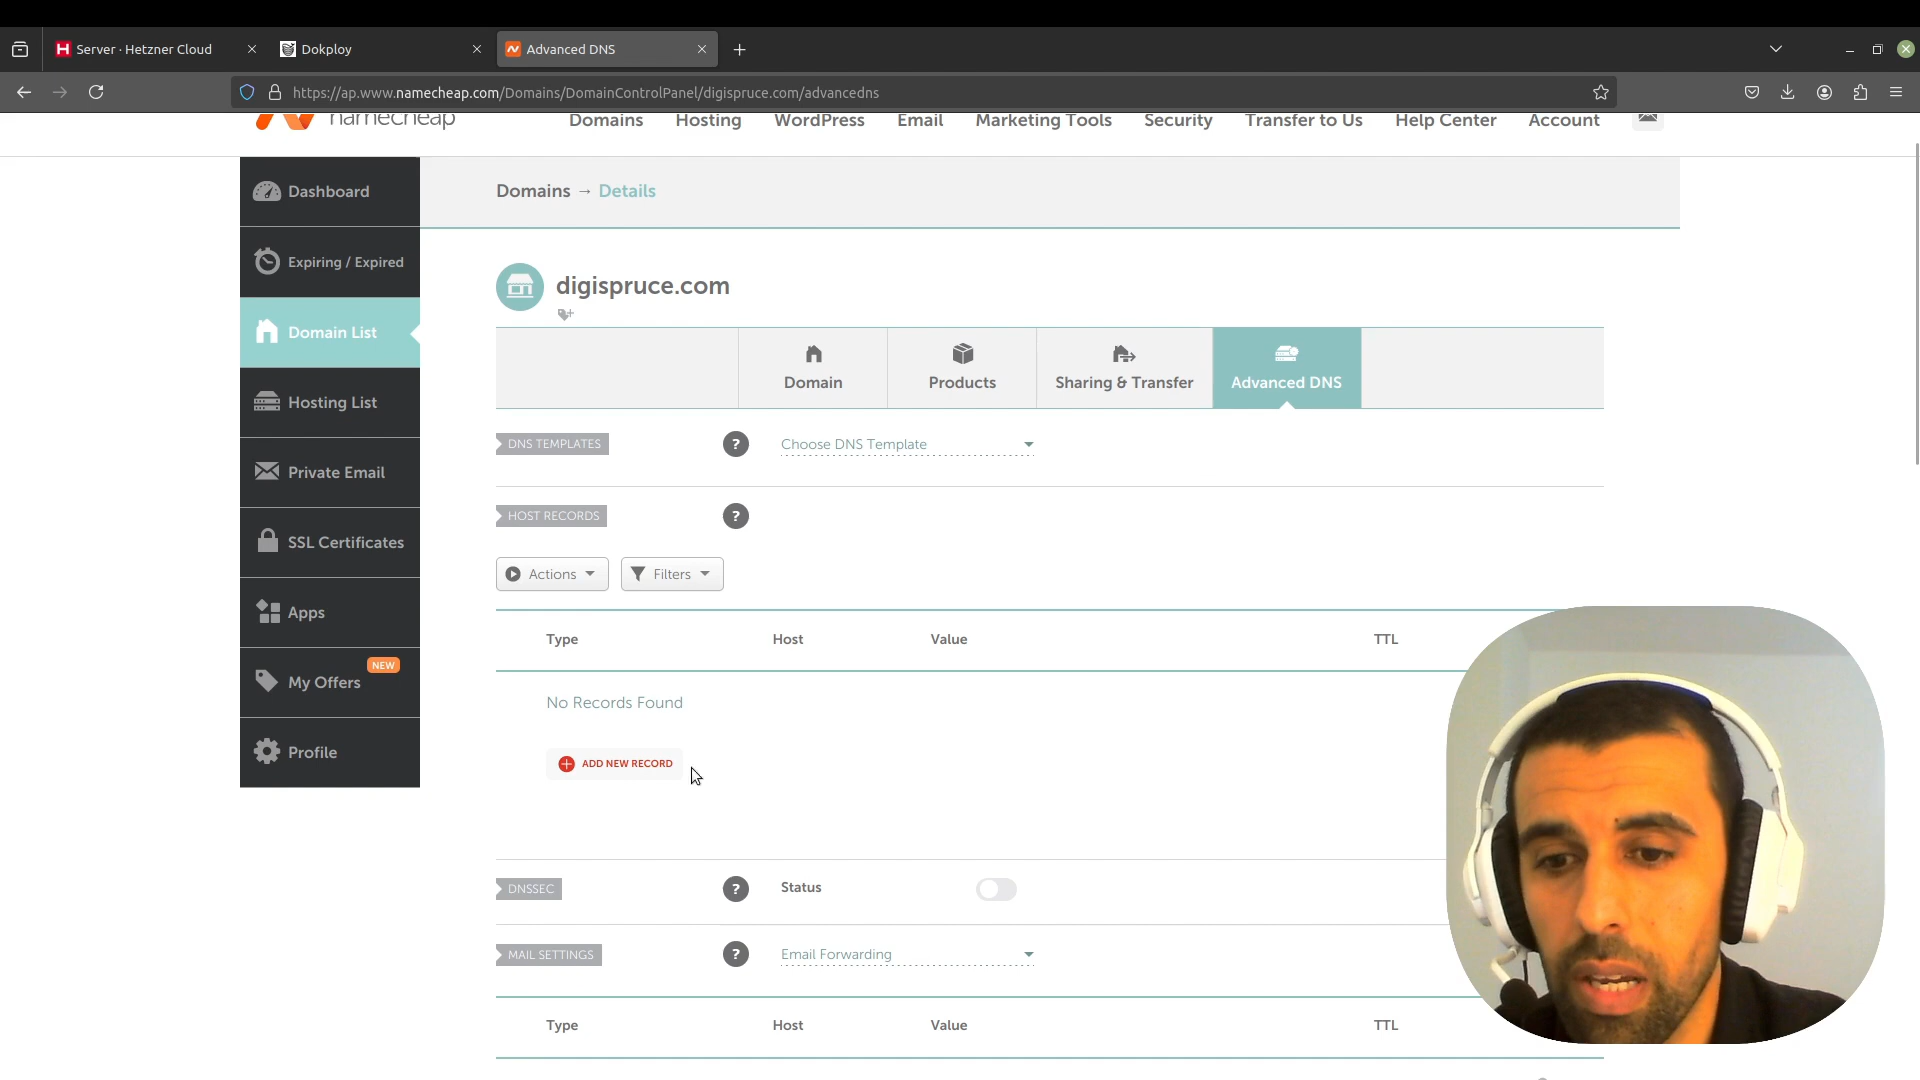 Server · Hetzner Cloud
Dokploy
Advanced DNS
https://ap.www.namecheap.com/Domains/DomainControlPanel/digispruce.com/advanceddns
namecheap
Domains
Hosting
WordPress
Email
Marketing Tools
Security
Transfer to Us
Help Center
Account
Dashboard
Expiring / Expired
Domain List
Hosting List
Private Email
SSL Certificates
Apps
NEW
My Offers
Profile
Domains → Details
digispruce.com
Domain
Products
Sharing & Transfer
Advanced DNS
DNS TEMPLATES
?
Choose DNS Template
HOST RECORDS
?
Actions
Filters
Type Host Value TTL
No Records Found
ADD NEW RECORD
DNSSEC
?
Status
MAIL SETTINGS
?
Email Forwarding
Type Host Value TTL